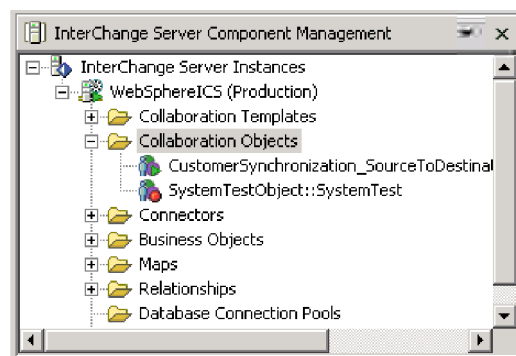 InterChange Server Component Management
InterChange Server Instances
WebSphereICS (Production)
Collaboration Templates
Collaboration Objects
CustomerSynchronization_SourceToDestinal
SystemTestObject::SystemTest
Connectors
Business Objects
Maps
Relationships
Database Connection Pools